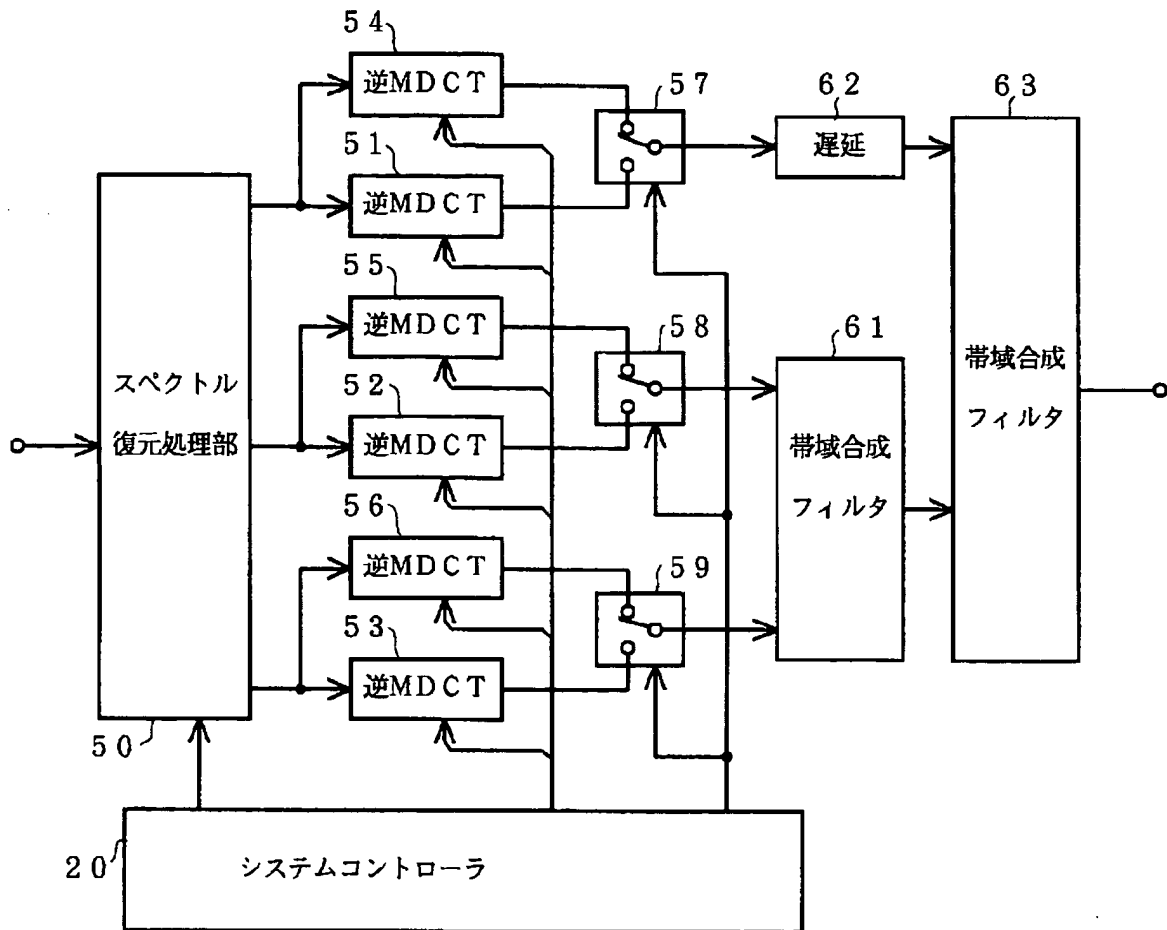 54
逆MDCT
57
62
63
遅延
51
逆MDCT
55
逆MDCT
58
61
帯域合成
フィルタ
スペクトル
復元処理部
52
逆MDCT
帯域合成
フィルタ
56
逆MDCT
59
53
逆MDCT
50
20
システムコントローラ